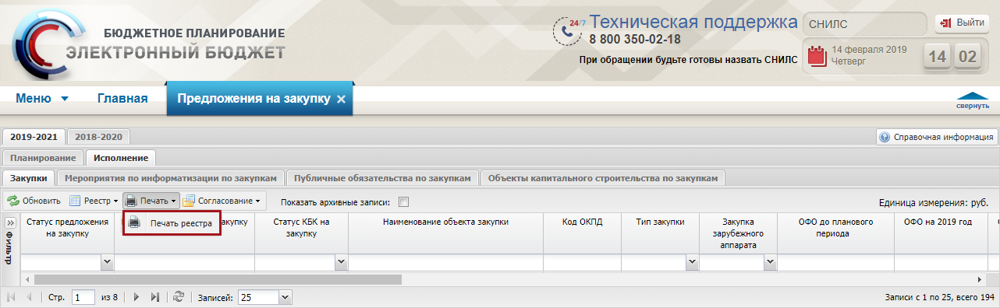 БЮДЖЕТНОЕ ПЛАНИРОВАНИЕ
ЭЛЕКТРОННЫЙ БЮДЖЕТ
24/7 Техническая поддержка
8 800 350-02-18
При обращении будьте готовы назвать СНИЛС
СНИЛС
Выйти
14 февраля 2019
Четверг
14 02
Меню Главная Предложения на закупку
свернуть
2019-2021 2018-2020
Справочная информация
Планирование Исполнение
Закупки Мероприятия по информатизации по закупкам Публичные обязательства по закупкам Объекты капитального строительства по закупкам
Обновить Реестр Печать Согласование Показать архивные записи:
Единица измерения: руб.
Печать реестра
Фильтр
Статус предложения
на закупку
закупку
Статус КБК на
закупку
Наименование объекта закупки
Код ОКПД
Тип закупки
Закупка
зарубежного
аппарата
ОФО до планового
периода
ОФО на 2019 год
Стр. 1 из 8 Записей: 25
Записи с 1 по 25, всего 194